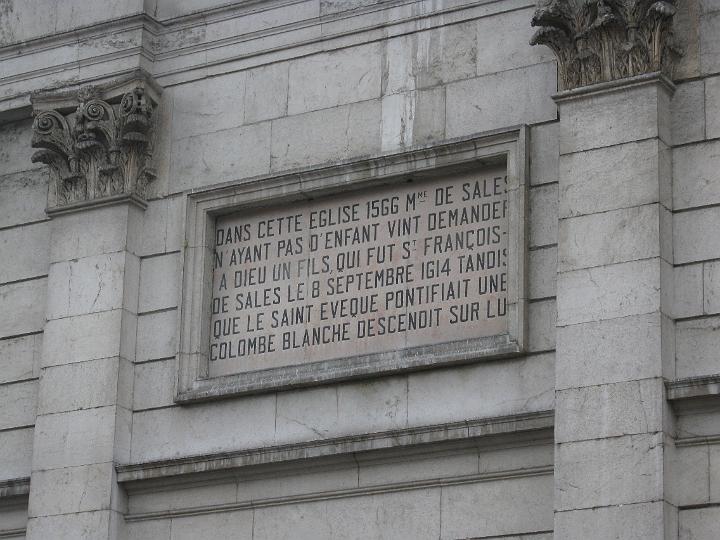 DANS CETTE EGLISE 1566 MME DE SALES
N'AYANT PAS D'ENFANT VINT DEMANDER
A DIEU UN FILS, QUI FUT ST FRANÇOIS-
DE SALES LE 8 SEPTEMBRE 1614 TANDIS
QUE LE SAINT EVEQUE PONTIFIAIT UNE
COLOMBE BLANCHE DESCENDIT SUR LUI